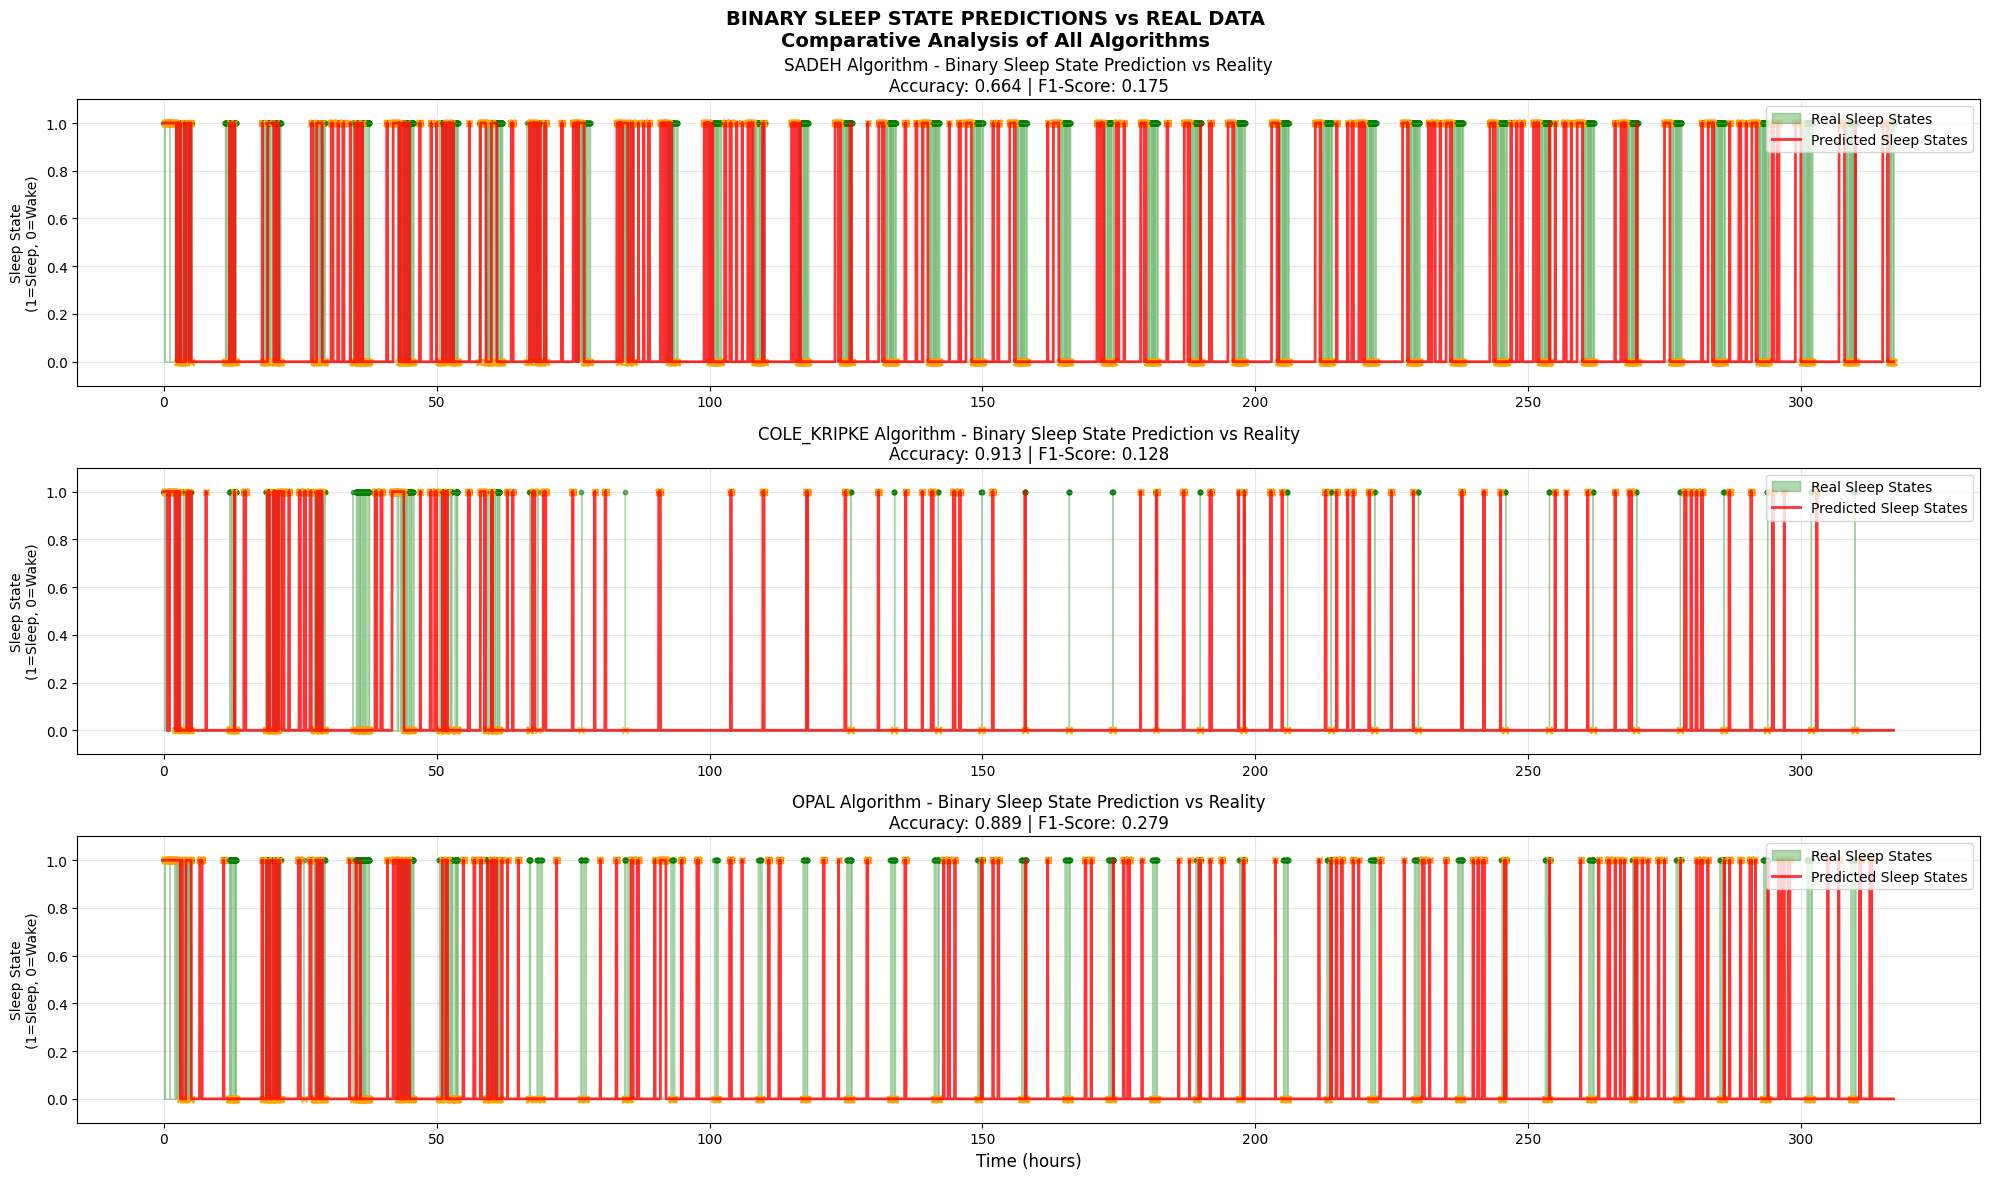 BINARY SLEEP STATE PREDICTIONS vs REAL DATA
Comparative Analysis of All Algorithms
SADEH Algorithm - Binary Sleep State Prediction vs Reality
Accuracy: 0.664 | F1-Score: 0.175
Sleep State
(1=Sleep, 0=Wake)
1.0
0.8
0.6
0.4
0.2
0.0
Real Sleep States
Predicted Sleep States
0 50 100 150 200 250 300
COLE_KRIPKE Algorithm - Binary Sleep State Prediction vs Reality
Accuracy: 0.913 | F1-Score: 0.128
Sleep State
(1=Sleep, 0=Wake)
1.0
0.8
0.6
0.4
0.2
0.0
Real Sleep States
Predicted Sleep States
0 50 100 150 200 250 300
OPAL Algorithm - Binary Sleep State Prediction vs Reality
Accuracy: 0.889 | F1-Score: 0.279
Sleep State
(1=Sleep, 0=Wake)
1.0
0.8
0.6
0.4
0.2
0.0
Real Sleep States
Predicted Sleep States
0 50 100 150 200 250 300
Time (hours)